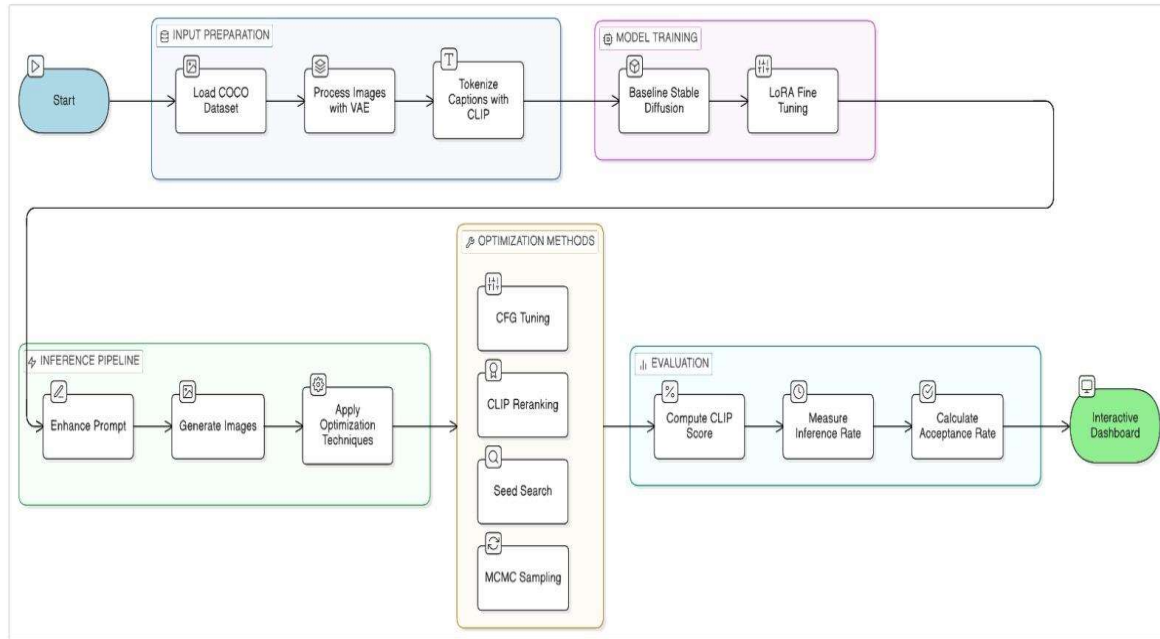 INPUT PREPARATION
MODEL TRAINING
Start
Load COCO
Dataset
Process Images
with VAE
T
Tokenize
Captions with
CLIP
Baseline Stable
Diffusion
LoRA Fine
Tuning
OPTIMIZATION METHODS
CFG Tuning
CLIP Reranking
Seed Search
MCMC Sampling
INFERENCE PIPELINE
Enhance Prompt
Generate Images
Apply
Optimization
Techniques
EVALUATION
%
Compute CLIP
Score
Measure
Inference Rate
Calculate
Acceptance Rate
Interactive
Dashboard